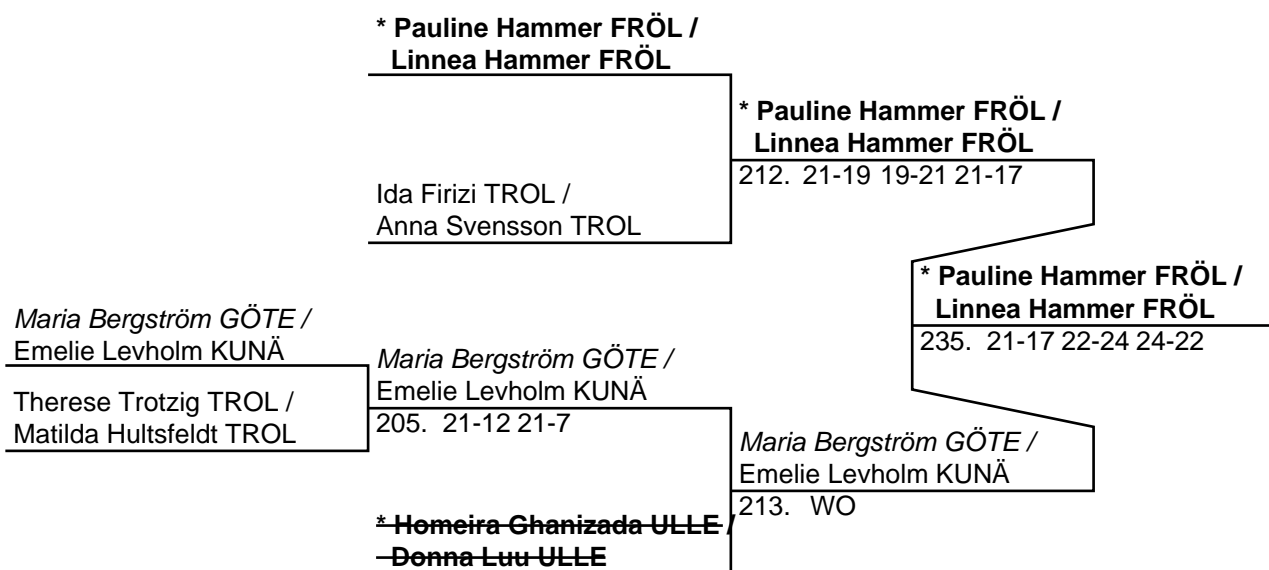 * Pauline Hammer FRÖL /
Linnea Hammer FRÖL
* Pauline Hammer FRÖL /
Linnea Hammer FRÖL
212. 21-19 19-21 21-17
Ida Firizi TROL /
Anna Svensson TROL
* Pauline Hammer FRÖL /
Linnea Hammer FRÖL
235. 21-17 22-24 24-22
Maria Bergström GÖTE /
Emelie Levholm KUNÄ
Maria Bergström GÖTE /
Emelie Levholm KUNÄ
205. 21-12 21-7
Therese Trotzig TROL /
Matilda Hultsfeldt TROL
Maria Bergström GÖTE /
Emelie Levholm KUNÄ
213. WO
* Homeira Ghanizada ULLE /
Donna Luu ULLE